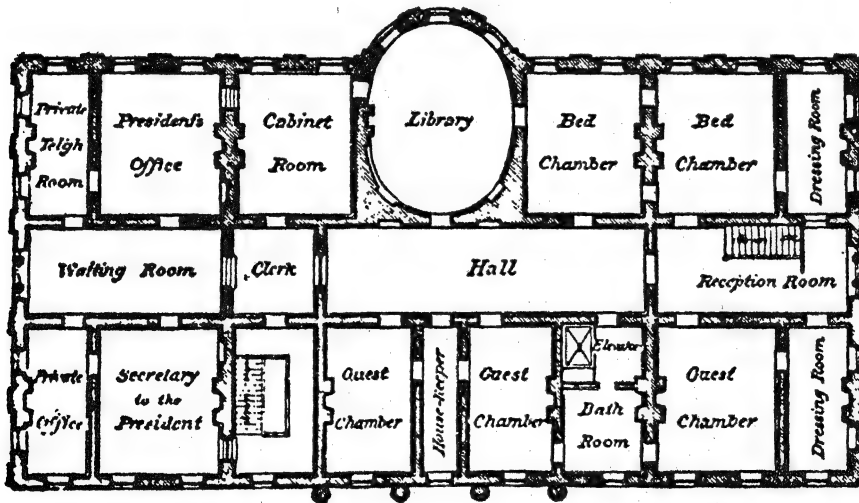 Private
Telgh
Room
President's
Office
Cabinet
Room
Library
Bed
Chamber
Bed
Chamber
Dressing Room
Waiting Room
Clerk
Hall
Reception Room
Private
Office
Secretary
to the
President
Guest
Chamber
House-keeper
Guest
Chamber
Elevator
Bath
Room
Guest
Chamber
Dressing Room